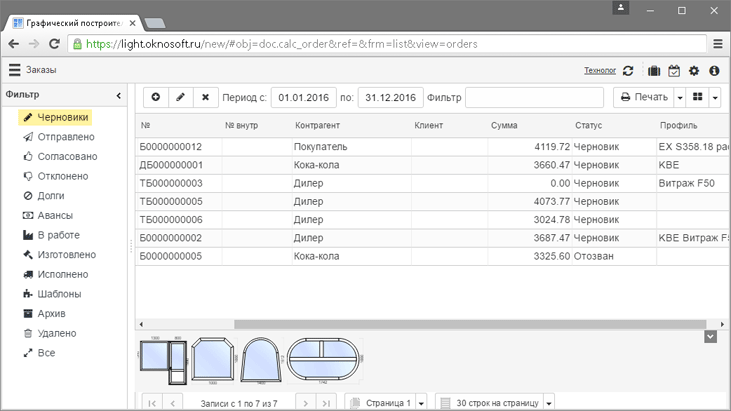 Графический построите
https://light.oknosoft.ru/new/#obj=doc.calc_order&ref=&frm=list&view=orders
Заказы
Технолог
Фильтр
Черновики
Отправлено
Согласовано
Отклонено
Долги
Авансы
В работе
Изготовлено
Исполнено
Шаблоны
Архив
Удалено
Все
Период с: 01.01.2016 по: 31.12.2016 Фильтр Печать
№ № внутр Контрагент Клиент Сумма Статус Профиль
Б0000000012 Покупатель 4119.72 Черновик EX S358.18 рас
ДБ000000001 Кока-кола 3660.47 Черновик KBE
ТБ000000003 Дилер 0.00 Черновик Витраж F50
ТБ000000005 Дилер 4073.77 Черновик
ТБ000000006 Дилер 3024.78 Черновик
Б0000000002 Дилер 3687.47 Черновик KBE Витраж F5
Б0000000005 Кока-кола 3325.60 Отозван
Записи с 1 по 7 из 7 Страница 1 30 строк на страницу